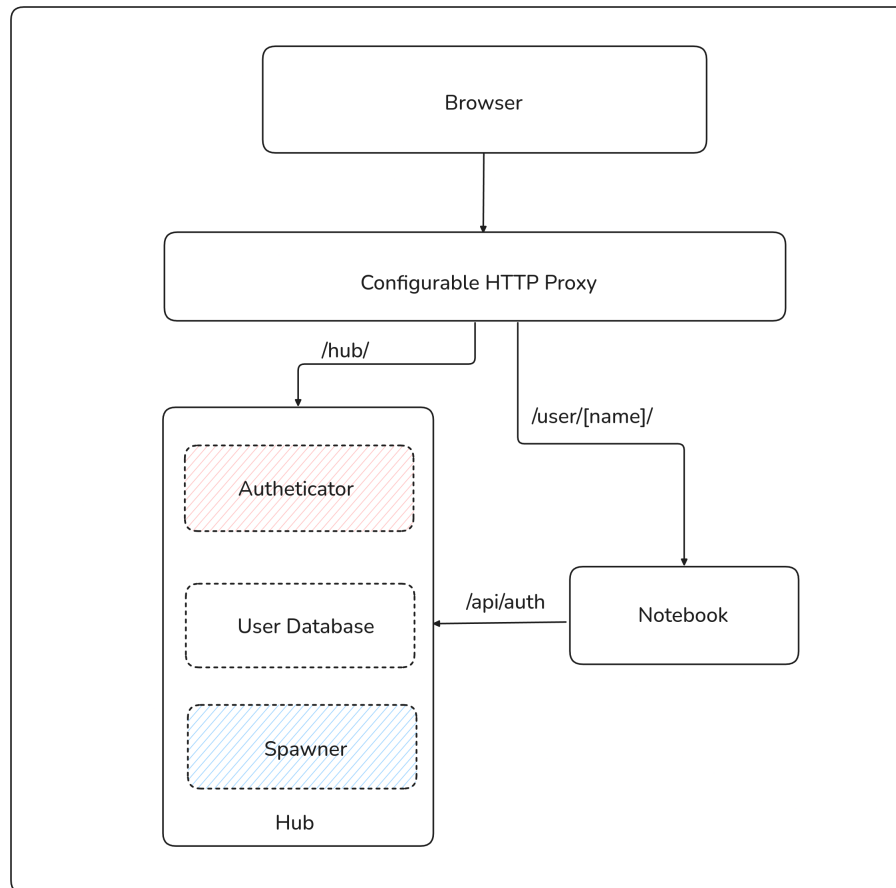 Browser
Configurable HTTP Proxy
/hub/
/user/[name]/
Autheticator
/api/auth
Notebook
User Database
Spawner
Hub